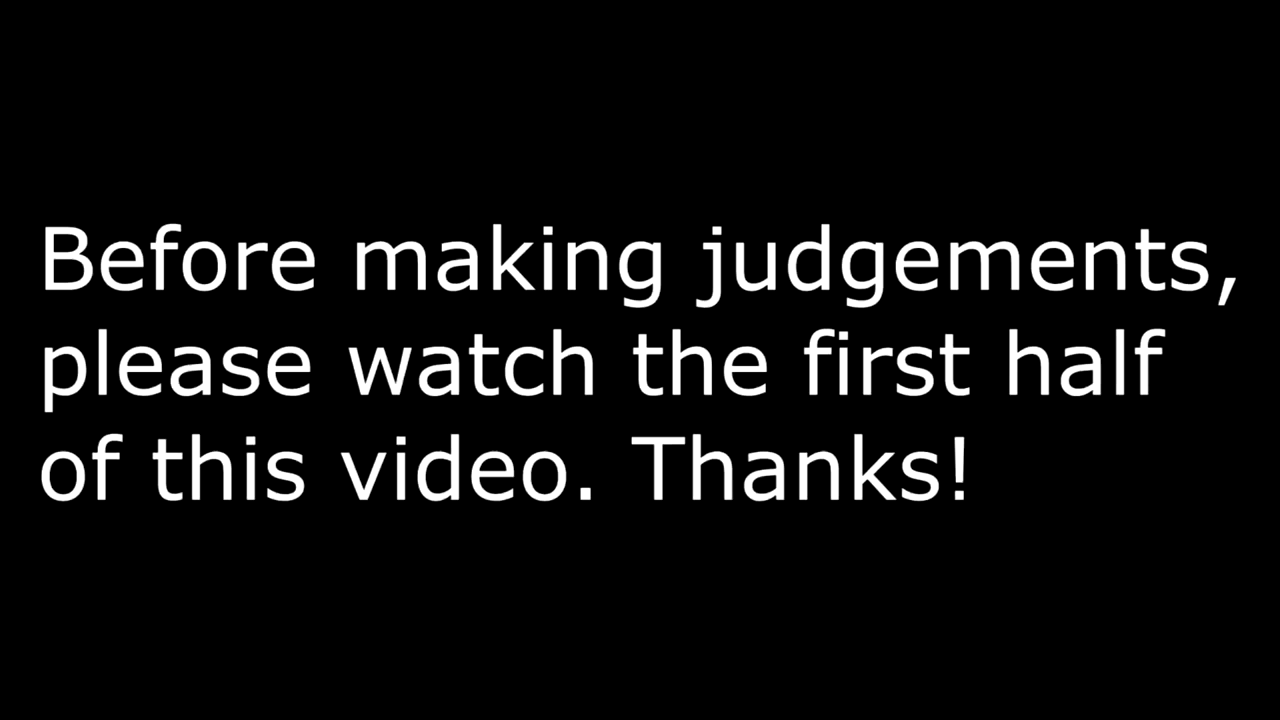 Before making judgements,
please watch the first half
of this video. Thanks!